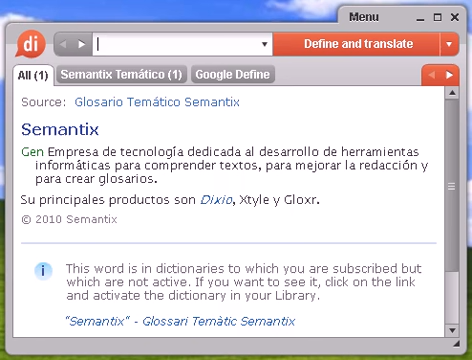 Menu
di
Define and translate
All (1)
Semantix Temático (1)
Google Define
Source: Glosario Temático Semantix
Semantix
Gen Empresa de tecnología dedicada al desarrollo de herramientas
informáticas para comprender textos, para mejorar la redacción y
para crear glosarios.
Su principales productos son Dixio, Xtyle y Gloxr.
© 2010 Semantix
i
This word is in dictionaries to which you are subscribed but
which are not active. If you want to see it, click on the link
and activate the dictionary in your Library.
"Semantix" - Glossari Temàtic Semantix